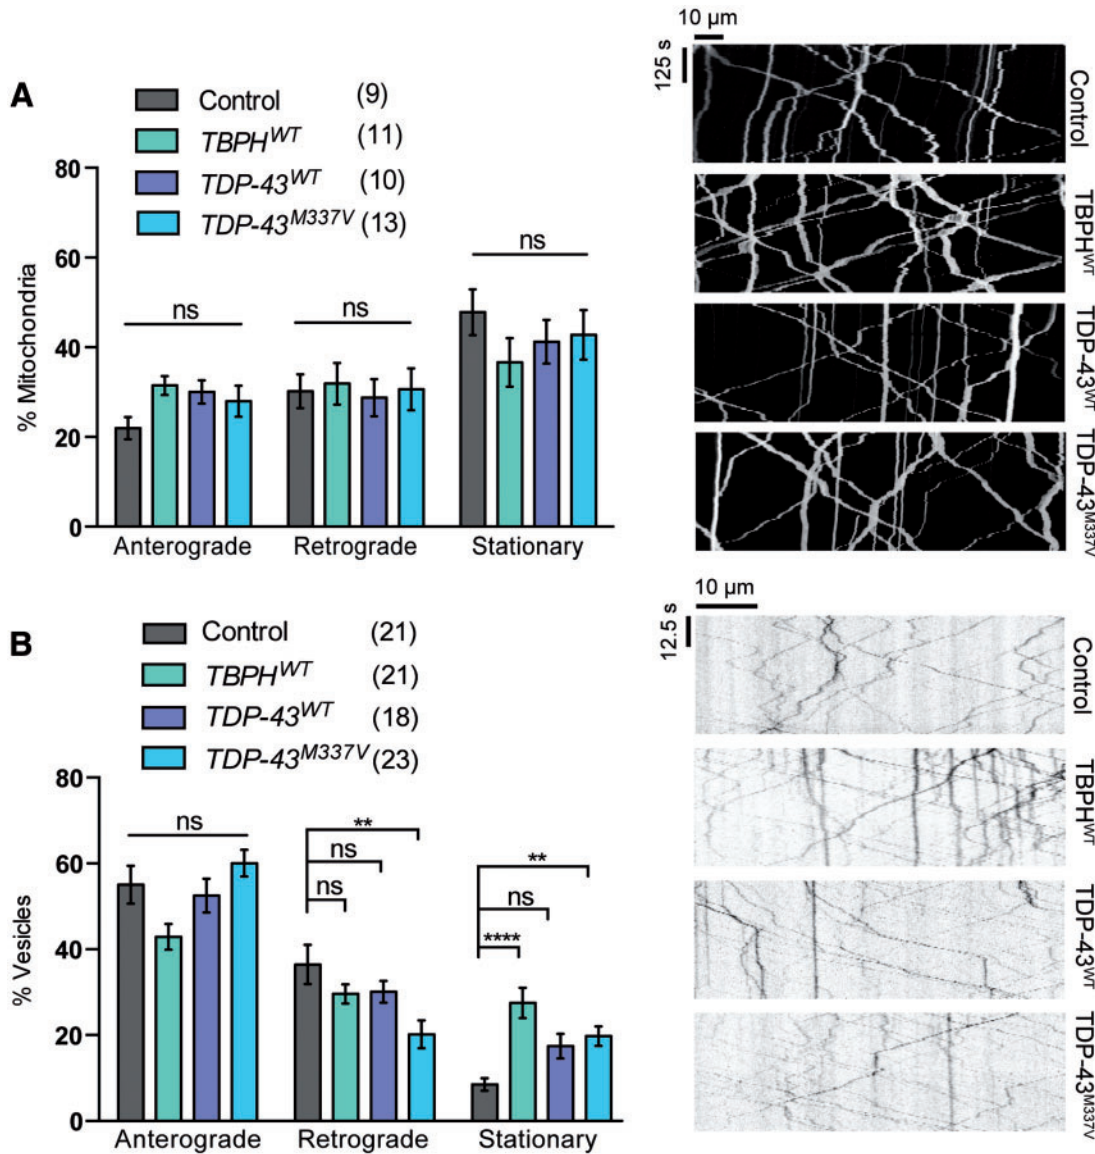 A
Control (9)
TBPHWT (11)
TDP-43WT (10)
TDP-43M337V (13)
% Mitochondria
80
60
40
20
0
ns
ns
ns
Anterograde
Retrograde
Stationary
10 µm
125 s
Control
TBPHWT
TDP-43WT
TDP-43M337V
B
Control (21)
TBPHWT (21)
TDP-43WT (18)
TDP-43M337V (23)
% Vesicles
80
60
40
20
0
ns
**
ns
ns
**
ns
****
Anterograde
Retrograde
Stationary
10 µm
12.5 s
Control
TBPHWT
TDP-43WT
TDP-43M337V